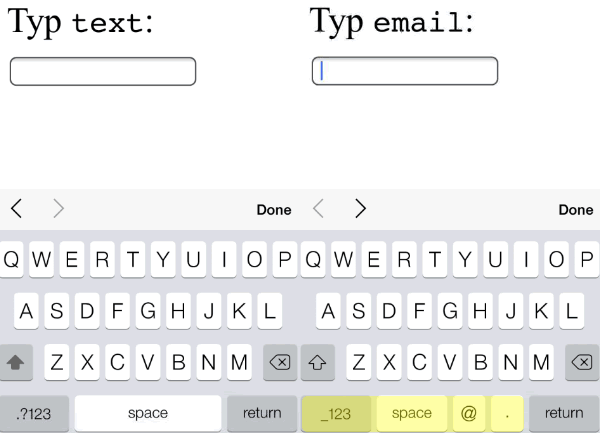 Typ text: Typ email:
Done Done
Q W E R T Y U I O P Q W E R T Y U I O P
A S D F G H J K L A S D F G H J K L
Z X C V B N M Z X C V B N M
.?123 space return _123 space @ . return